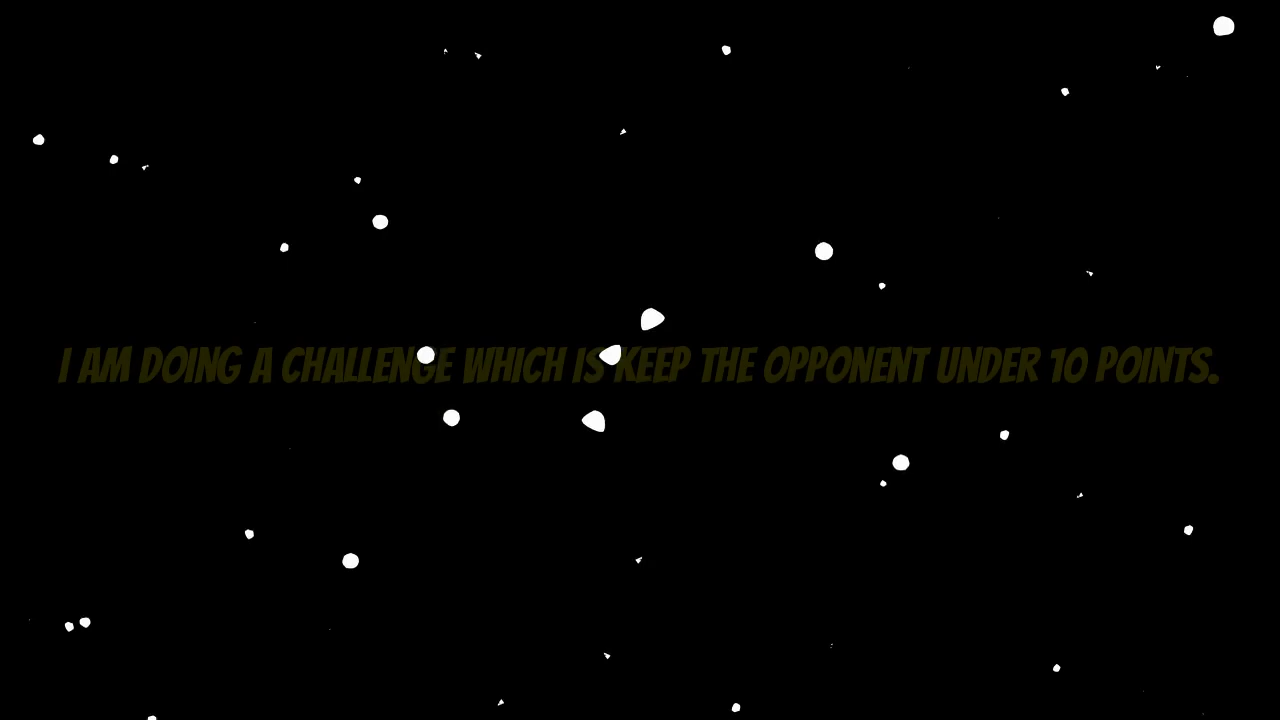 I AM DOING A CHALLENGE WHICH IS KEEP THE OPPONENT UNDER 10 POINTS.